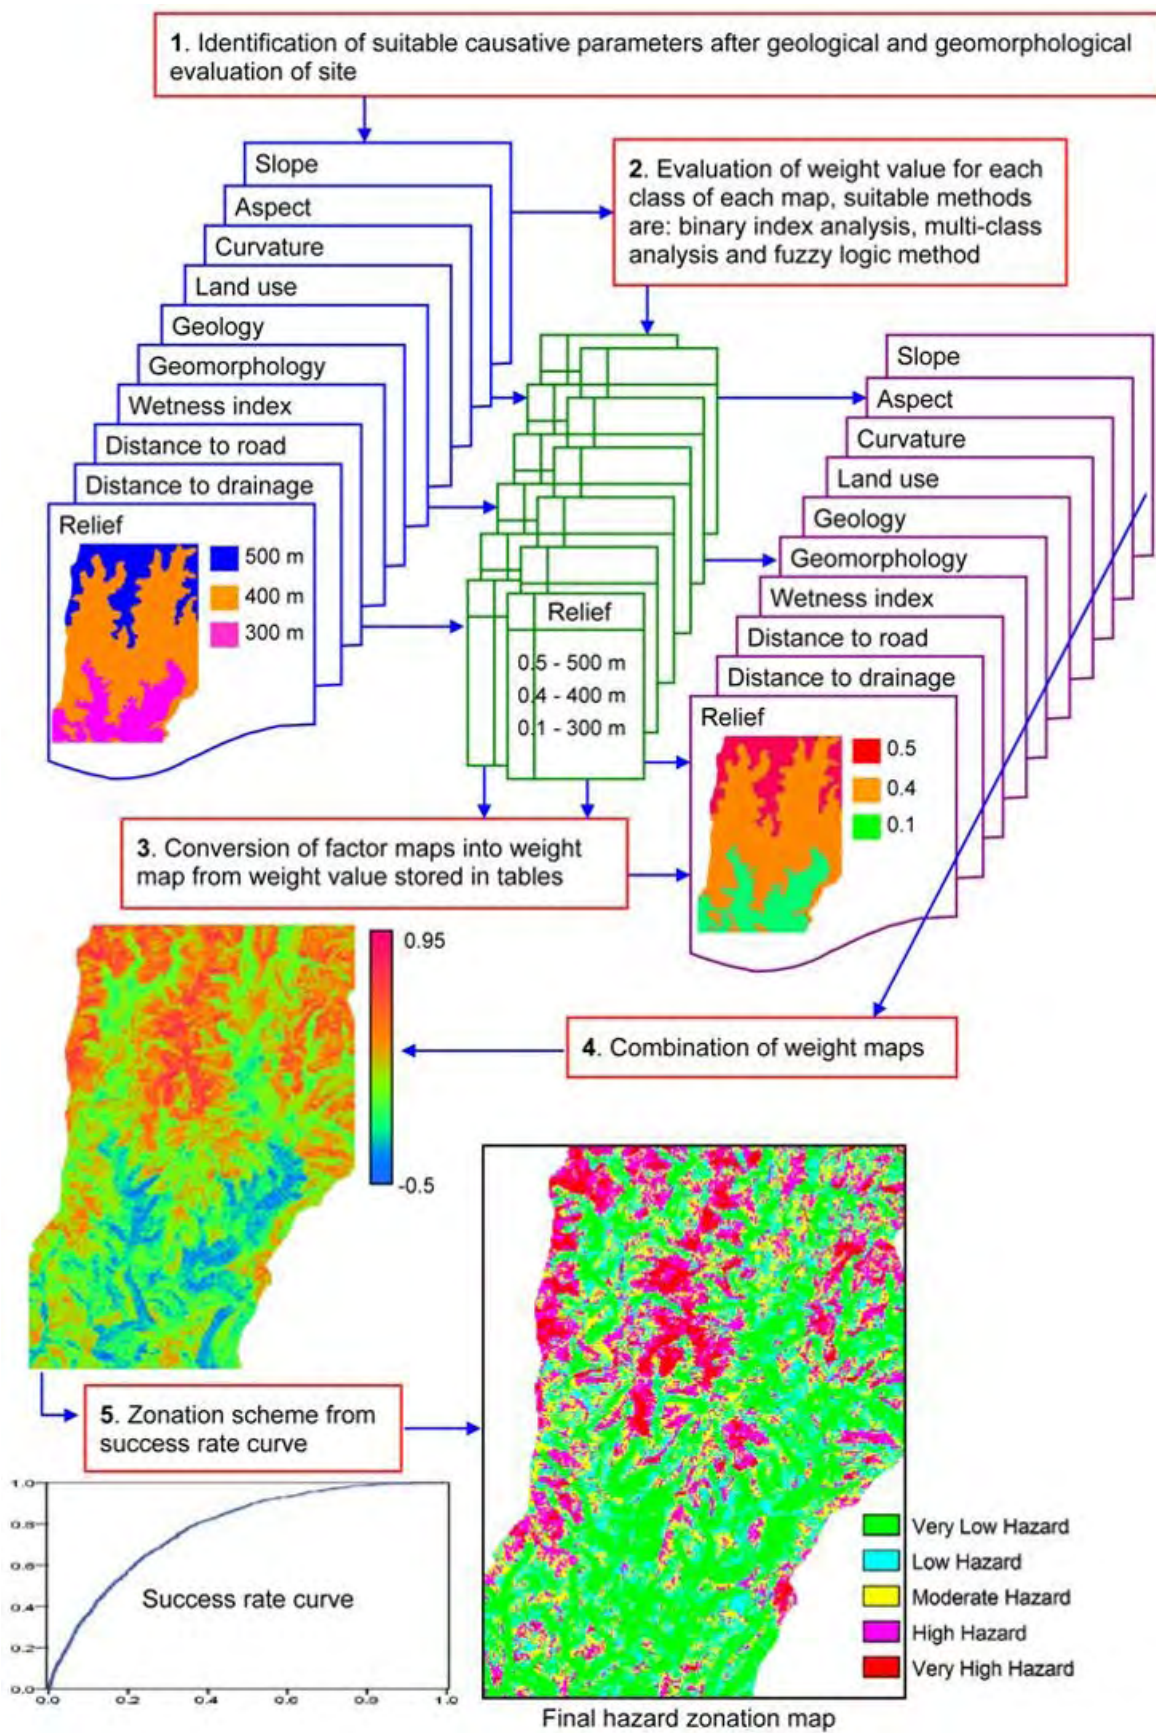 1. Identification of suitable causative parameters after geological and geomorphological
evaluation of site
Slope
Aspect
Curvature
Land use
Geology
Geomorphology
Wetness index
Distance to road
Distance to drainage
Relief
500 m
400 m
300 m
2. Evaluation of weight value for each
class of each map, suitable methods
are: binary index analysis, multi-class
analysis and fuzzy logic method
Relief
0.5 - 500 m
0.4 - 400 m
0.1 - 300 m
Slope
Aspect
Curvature
Land use
Geology
Geomorphology
Wetness index
Distance to road
Distance to drainage
Relief
0.5
0.4
0.1
3. Conversion of factor maps into weight
map from weight value stored in tables
4. Combination of weight maps
0.95
-0.5
5. Zonation scheme from
success rate curve
1.0
0.8
0.6
0.4
0.2
0.0
0.0 0.2 0.4 0.6 0.8 1.0
Success rate curve
Very Low Hazard
Low Hazard
Moderate Hazard
High Hazard
Very High Hazard
Final hazard zonation map